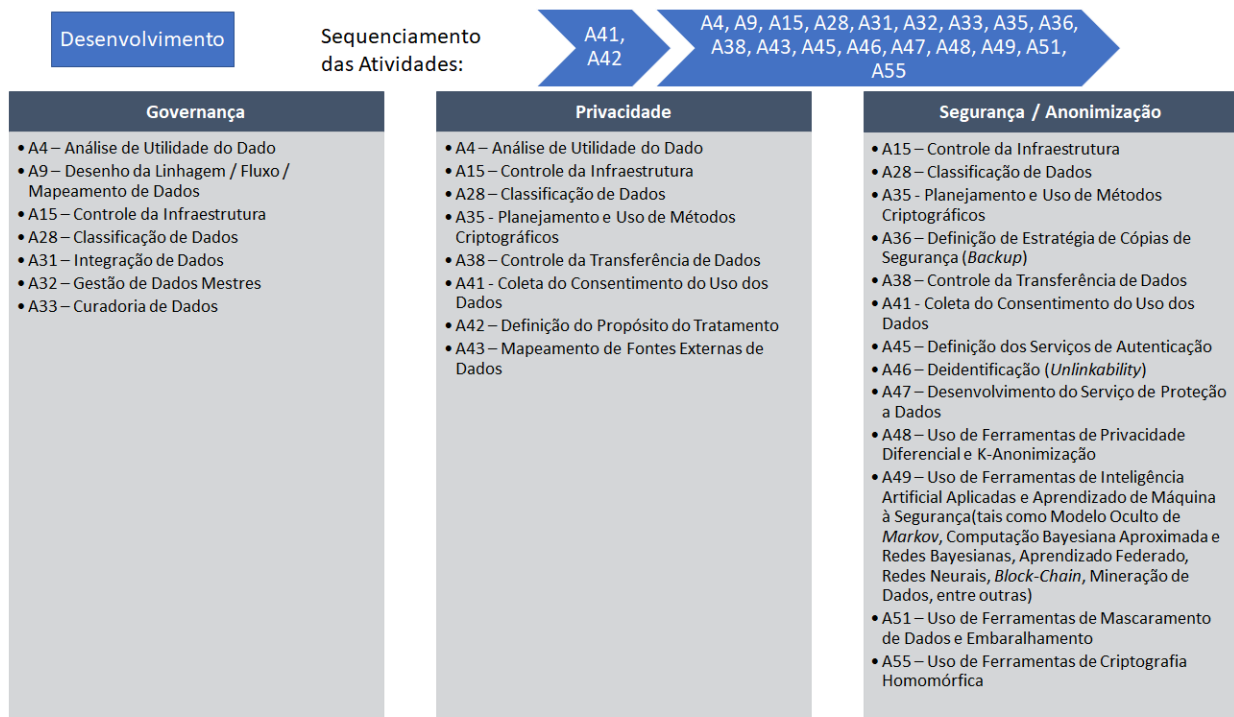 Desenvolvimento
Sequenciamento
das Atividades:
A41,
A42
A4, A9, A15, A28, A31, A32, A33, A35, A36,
A38, A43, A45, A46, A47, A48, A49, A51,
A55
Governança
• A4 – Análise de Utilidade do Dado
• A9 – Desenho da Linhagem / Fluxo /
Mapeamento de Dados
• A15 – Controle da Infraestrutura
• A28 – Classificação de Dados
• A31 – Integração de Dados
• A32 – Gestão de Dados Mestres
• A33 – Curadoria de Dados
Privacidade
• A4 – Análise de Utilidade do Dado
• A15 – Controle da Infraestrutura
• A28 – Classificação de Dados
• A35 - Planejamento e Uso de Métodos
Criptográficos
• A38 – Controle da Transferência de Dados
• A41 - Coleta do Consentimento do Uso dos
Dados
• A42 – Definição do Propósito do Tratamento
• A43 – Mapeamento de Fontes Externas de
Dados
Segurança / Anonimização
• A15 – Controle da Infraestrutura
• A28 – Classificação de Dados
• A35 - Planejamento e Uso de Métodos
Criptográficos
• A36 – Definição de Estratégia de Cópias de
Segurança (Backup)
• A38 – Controle da Transferência de Dados
• A41 - Coleta do Consentimento do Uso dos
Dados
• A45 – Definição dos Serviços de Autenticação
• A46 – Deidentificação (Unlinkability)
• A47 – Desenvolvimento do Serviço de Proteção
a Dados
• A48 – Uso de Ferramentas de Privacidade
Diferencial e K-Anonimização
• A49 – Uso de Ferramentas de Inteligência
Artificial Aplicadas e Aprendizado de Máquina
à Segurança(tais como Modelo Oculto de
Markov, Computação Bayesiana Aproximada e
Redes Bayesianas, Aprendizado Federado,
Redes Neurais, Block-Chain, Mineração de
Dados, entre outras)
• A51 – Uso de Ferramentas de Mascaramento
de Dados e Embaralhamento
• A55 – Uso de Ferramentas de Criptografia
Homomórfica